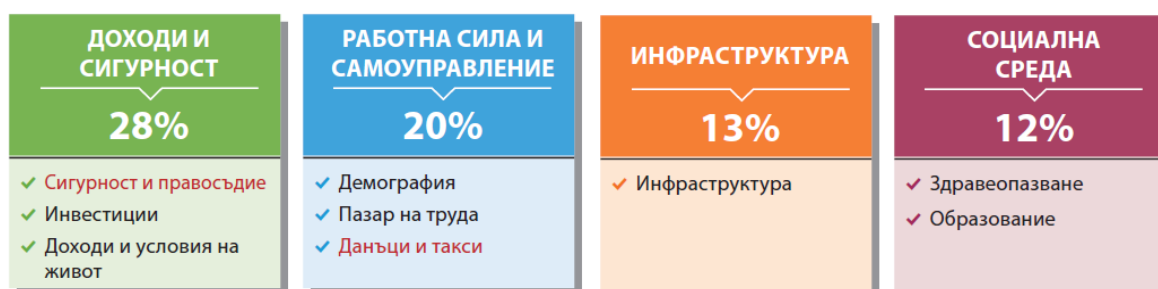 ДОХОДИ И
СИГУРНОСТ
28%
Сигурност и правосъдие
Инвестиции
Доходи и условия на
живот
РАБОТНА СИЛА И
САМОУПРАВЛЕНИЕ
20%
Демография
Пазар на труда
Данъци и такси
ИНФРАСТРУКТУРА
13%
Инфраструктура
СОЦИАЛНА
СРЕДА
12%
Здравеопазване
Образование